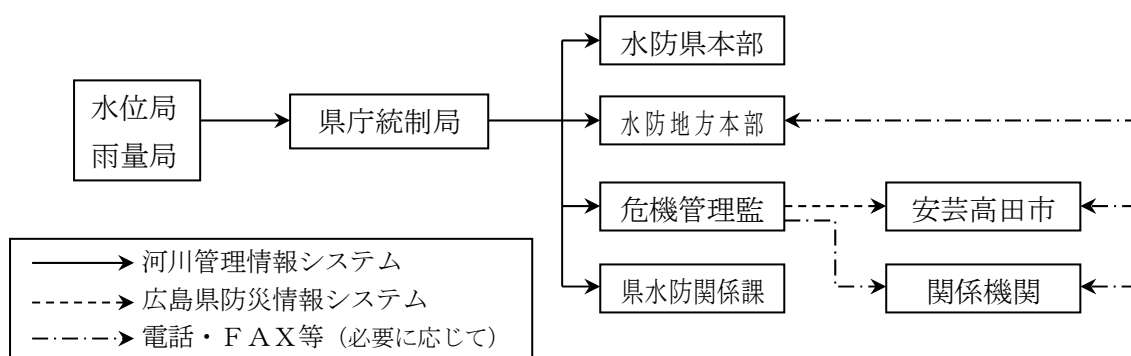 水防県本部
水位局
雨量局
県庁統制局
水防地方本部
危機管理監
安芸高田市
県水防関係課
関係機関
河川管理情報システム
広島県防災情報システム
電話・ＦＡＸ等（必要に応じて）